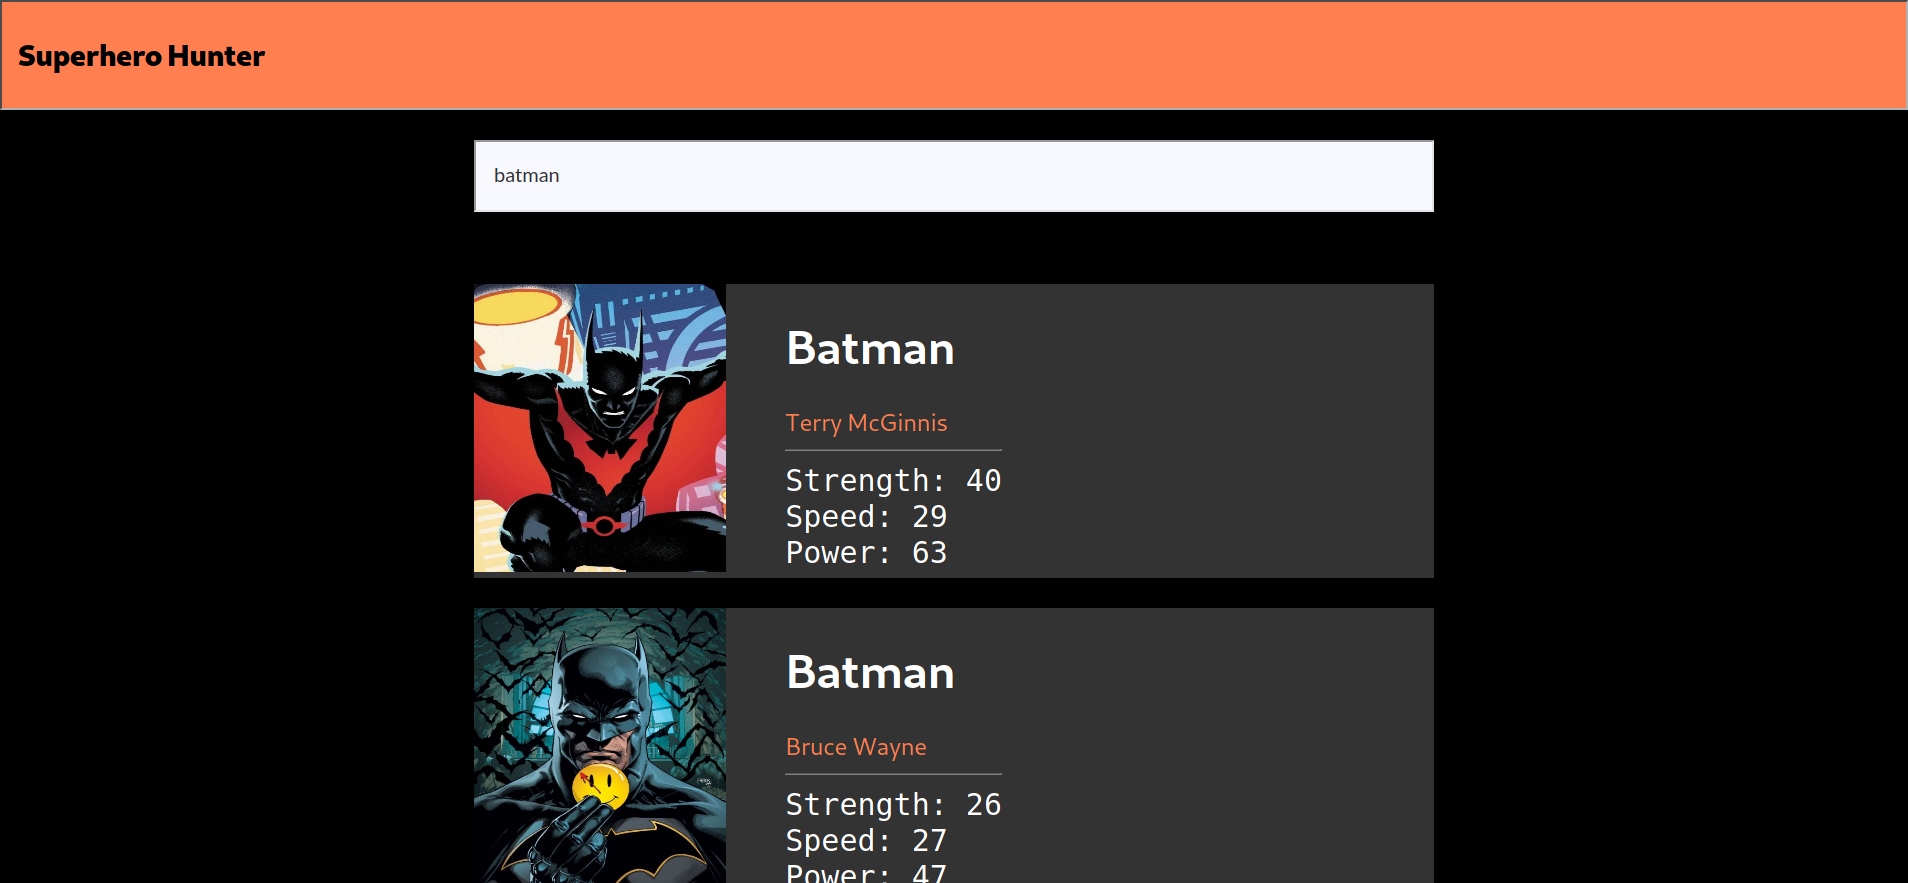 Superhero Hunter
batman
Batman
Terry McGinnis
Strength: 40
Speed: 29
Power: 63
Batman
Bruce Wayne
Strength: 26
Speed: 27
Power: 47